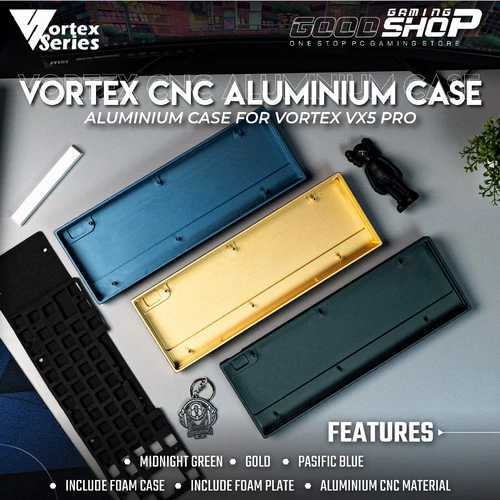 Vortex
Series
GAMING
GOOD SHOP
ONE STOP PC GAMING STORE
VORTEX CNC ALUMINIUM CASE
ALUMINIUM CASE FOR VORTEX VX5 PRO
FEATURES
• MIDNIGHT GREEN • GOLD • PASIFIC BLUE
• INCLUDE FOAM CASE • INCLUDE FOAM PLATE • ALUMINIUM CNC MATERIAL